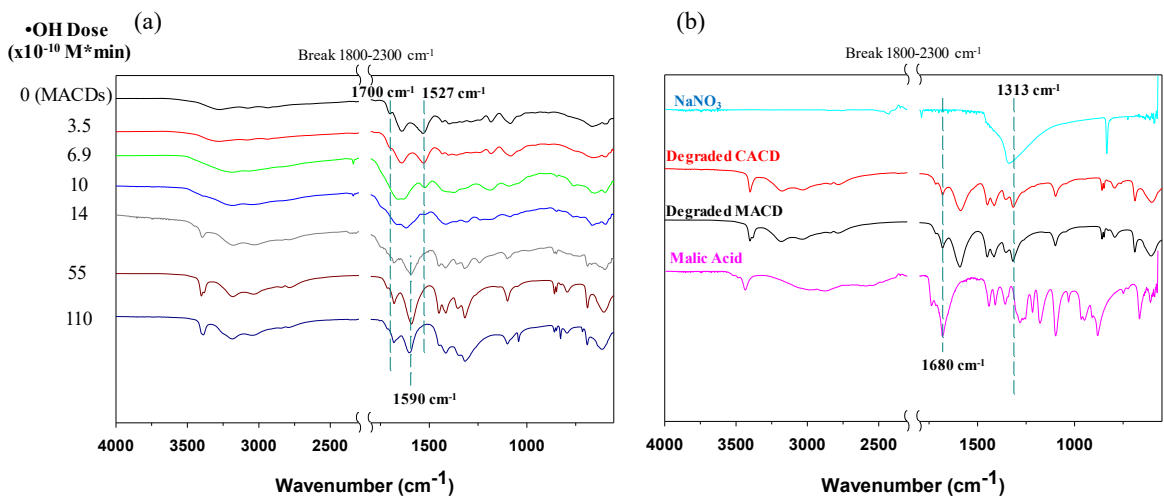 •OH Dose
(x10-10 M*min)
(a)
Break 1800-2300 cm-1
1700 cm-1
1527 cm-1
0 (MACDs)
3.5
6.9
10
14
55
110
1590 cm-1
4000 3500 3000 2500 1500 1000
Wavenumber (cm-1)
(b)
Break 1800-2300 cm-1
1313 cm-1
NaNO3
Degraded CACD
Degraded MACD
Malic Acid
1680 cm-1
4000 3500 3000 2500 1500 1000
Wavenumber (cm-1)